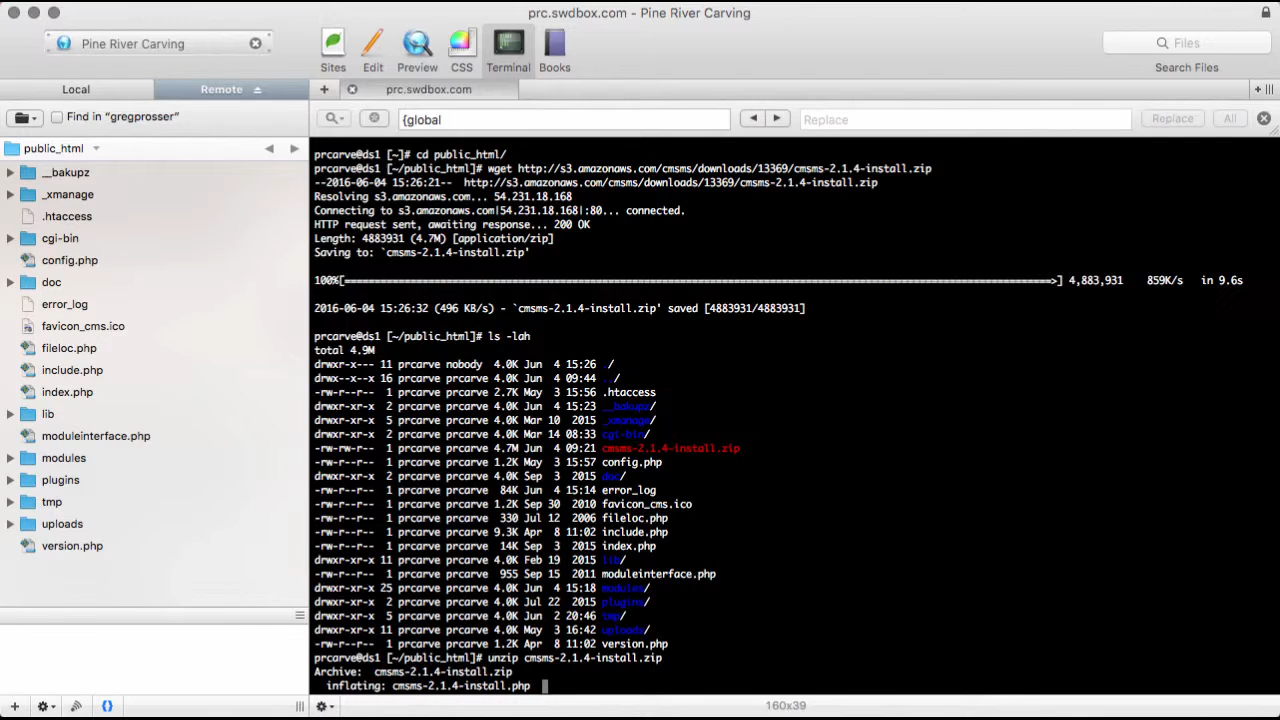 prc.swdbox.com - Pine River Carving
Pine River Carving
Sites
Edit
Preview
CSS
Terminal
Books
Files
Search Files
Local
Remote
prc.swdbox.com
Find in “gregprosser”
{global
Replace
Replace
All
public_html
__bakupz
_xmanage
.htaccess
cgi-bin
config.php
doc
error_log
favicon_cms.ico
fileloc.php
include.php
index.php
lib
moduleinterface.php
modules
plugins
tmp
uploads
version.php
prcarve@ds1 [~]# cd public_html/
prcarve@ds1 [~/public_html]# wget http://s3.amazonaws.com/cmsms/downloads/13369/cmsms-2.1.4-install.zip
--2016-06-04 15:26:21-- http://s3.amazonaws.com/cmsms/downloads/13369/cmsms-2.1.4-install.zip
Resolving s3.amazonaws.com... 54.231.18.168
Connecting to s3.amazonaws.com|54.231.18.168|:80... connected.
HTTP request sent, awaiting response... 200 OK
Length: 4883931 (4.7M) [application/zip]
Saving to: `cmsms-2.1.4-install.zip'
100%[======================================================================================================================>] 4,883,931 859K/s in 9.6s
2016-06-04 15:26:32 (496 KB/s) - `cmsms-2.1.4-install.zip' saved [4883931/4883931]
prcarve@ds1 [~/public_html]# ls -lah
total 4.9M
drwxr-x--- 11 prcarve nobody 4.0K Jun 4 15:26 ./
drwx--x--x 16 prcarve prcarve 4.0K Jun 4 09:44 ../
-rw-r--r-- 1 prcarve prcarve 2.7K May 3 15:56 .htaccess
drwxr-xr-x 2 prcarve prcarve 4.0K Jun 4 15:23 __bakupz/
drwxr-xr-x 5 prcarve prcarve 4.0K Mar 10 2015 _xmanage/
drwxr-xr-x 2 prcarve prcarve 4.0K Mar 14 08:33 cgi-bin/
-rw-rw-r-- 1 prcarve prcarve 4.7M Jun 4 09:21 cmsms-2.1.4-install.zip
-rw-r--r-- 1 prcarve prcarve 1.2K May 3 15:57 config.php
drwxr-xr-x 2 prcarve prcarve 4.0K Sep 3 2015 doc/
-rw-r--r-- 1 prcarve prcarve 84K Jun 4 15:14 error_log
-rw-r--r-- 1 prcarve prcarve 1.2K Sep 30 2010 favicon_cms.ico
-rw-r--r-- 1 prcarve prcarve 330 Jul 12 2006 fileloc.php
-rw-r--r-- 1 prcarve prcarve 9.3K Apr 8 11:02 include.php
-rw-r--r-- 1 prcarve prcarve 14K Sep 3 2015 index.php
drwxr-xr-x 11 prcarve prcarve 4.0K Feb 19 2015 lib/
-rw-r--r-- 1 prcarve prcarve 955 Sep 15 2011 moduleinterface.php
drwxr-xr-x 25 prcarve prcarve 4.0K Jun 4 15:18 modules/
drwxr-xr-x 2 prcarve prcarve 4.0K Jul 22 2015 plugins/
drwxr-xr-x 5 prcarve prcarve 4.0K Jun 2 20:46 tmp/
drwxr-xr-x 11 prcarve prcarve 4.0K May 3 16:42 uploads/
-rw-r--r-- 1 prcarve prcarve 1.2K Apr 8 11:02 version.php
prcarve@ds1 [~/public_html]# unzip cmsms-2.1.4-install.zip
Archive: cmsms-2.1.4-install.zip
inflating: cmsms-2.1.4-install.php
160x39